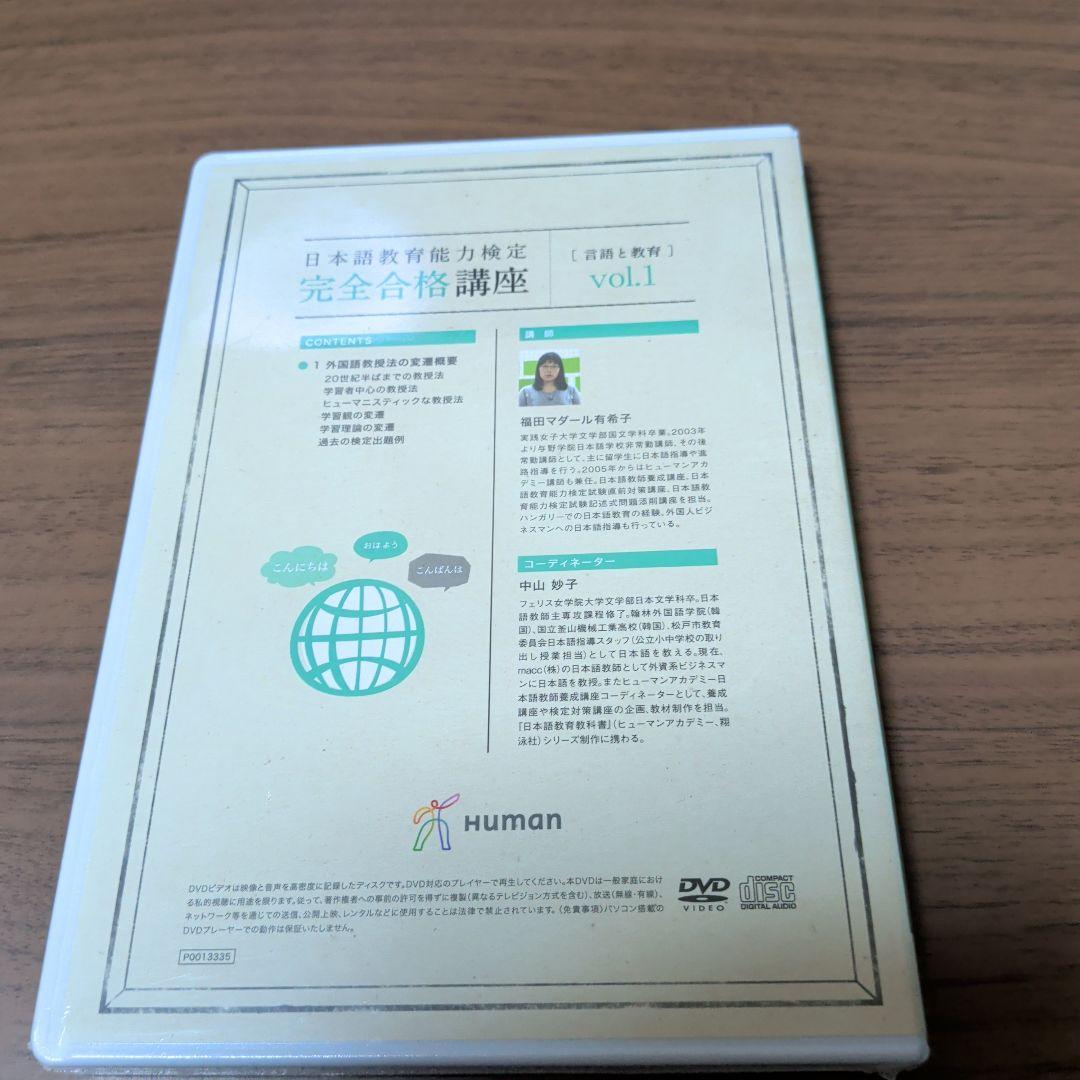 日本語教育能力検定
完全合格講座
［ 言語と教育 ］
vol.1
CONTENTS
1 外国語教授法の変遷概要
20世紀半ばまでの教授法
学習者中心の教授法
ヒューマニスティックな教授法
学習観の変遷
学習理論の変遷
過去の検定出題例
こんにちは
おはよう
こんばんは
講 師
福田マダール有希子
実践女子大学文学部国文学科卒業。2003年
より与野学院日本語学校非常勤講師、その後
常勤講師として、主に留学生に日本語指導や進
路指導を行う。2005年からはヒューマンアカ
デミー講師も兼任。日本語教師養成講座、日本
語教育能力検定試験直前対策講座、日本語教
育能力検定試験記述式問題添削講座を担当。
ハンガリーでの日本語教育の経験、外国人ビジ
ネスマンへの日本語指導も行っている。
コーディネーター
中山 妙子
フェリス女学院大学文学部日本文学科卒。日本
語教師主専攻課程修了。翰林外国語学院（韓
国）、国立釜山機械工業高校（韓国）、松戸市教育
委員会日本語指導スタッフ（公立小中学校の取り
出し授業担当）として日本語を教える。現在、
macc（株）の日本語教師として外資系ビジネスマ
ンに日本語を教授。またヒューマンアカデミー日
本語教師養成講座コーディネーターとして、養成
講座や検定対策講座の企画、教材制作を担当。
『日本語教育教科書』（ヒューマンアカデミー、翔
泳社）シリーズ制作に携わる。
Human
DVDビデオは映像と音声を高密度に記録したディスクです。DVD対応のプレイヤーで再生してください。本DVDは一般家庭におけ
る私的視聴に用途を限ります。従って、著作権者への事前の許可を得ずに複製（異なるテレビジョン方式を含む）、放送（無線・有線）、
ネットワーク等を通じての送信、公開上映、レンタルなどに使用することは法律で禁止されています。（免責事項）パソコン搭載の
DVDプレーヤーでの動作は保証いたしません。
DVD
VIDEO
COMPACT
disc
DIGITAL AUDIO
P0013335